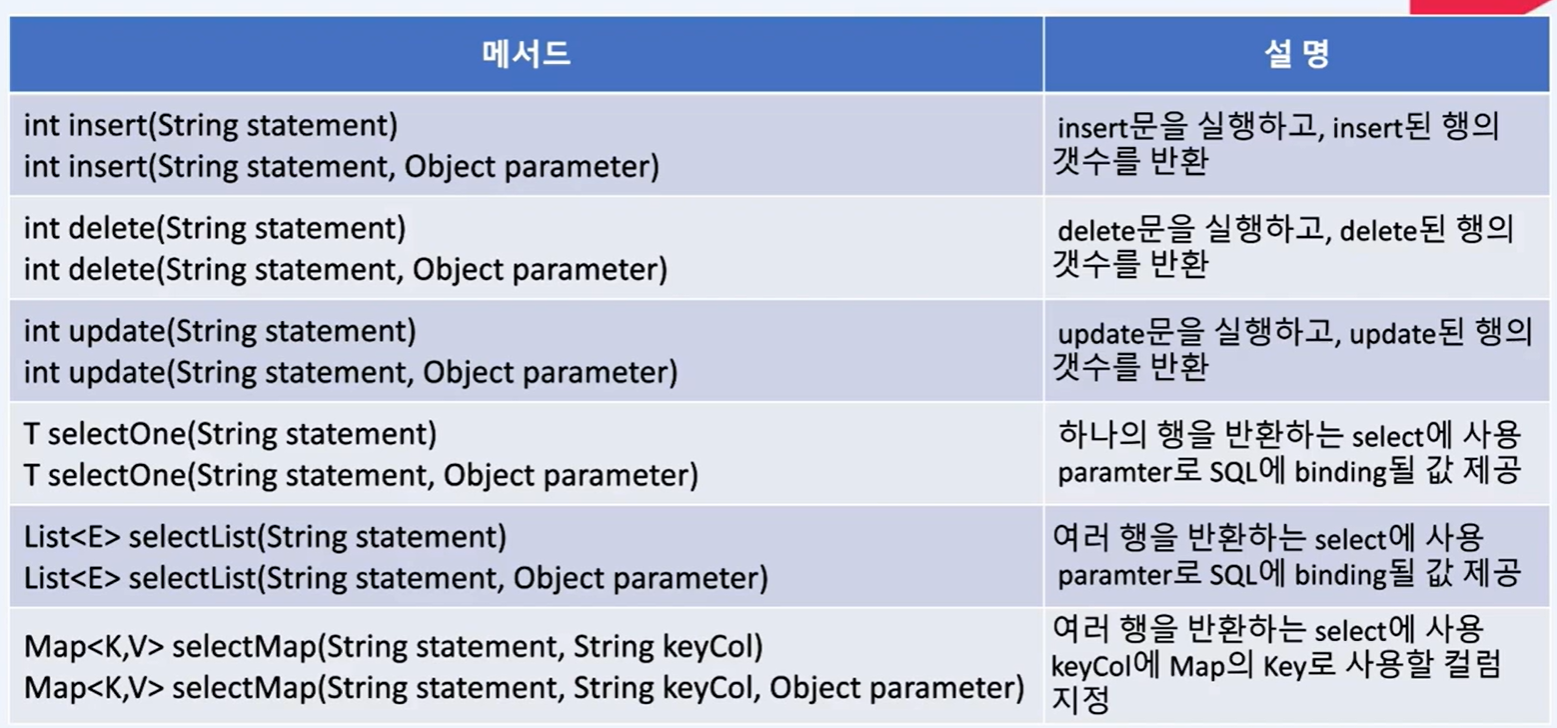 메서드
설 명
int insert(String statement)
int insert(String statement, Object parameter)
insert문을 실행하고, insert된 행의
갯수를 반환
int delete(String statement)
int delete(String statement, Object parameter)
delete문을 실행하고, delete된 행의
갯수를 반환
int update(String statement)
int update(String statement, Object parameter)
update문을 실행하고, update된 행의
갯수를 반환
T selectOne(String statement)
T selectOne(String statement, Object parameter)
하나의 행을 반환하는 select에 사용
paramter로 SQL에 binding될 값 제공
List<E> selectList(String statement)
List<E> selectList(String statement, Object parameter)
여러 행을 반환하는 select에 사용
paramter로 SQL에 binding될 값 제공
Map<K,V> selectMap(String statement, String keyCol)
Map<K,V> selectMap(String statement, String keyCol, Object parameter)
여러 행을 반환하는 select에 사용
keyCol에 Map의 Key로 사용할 컬럼
지정